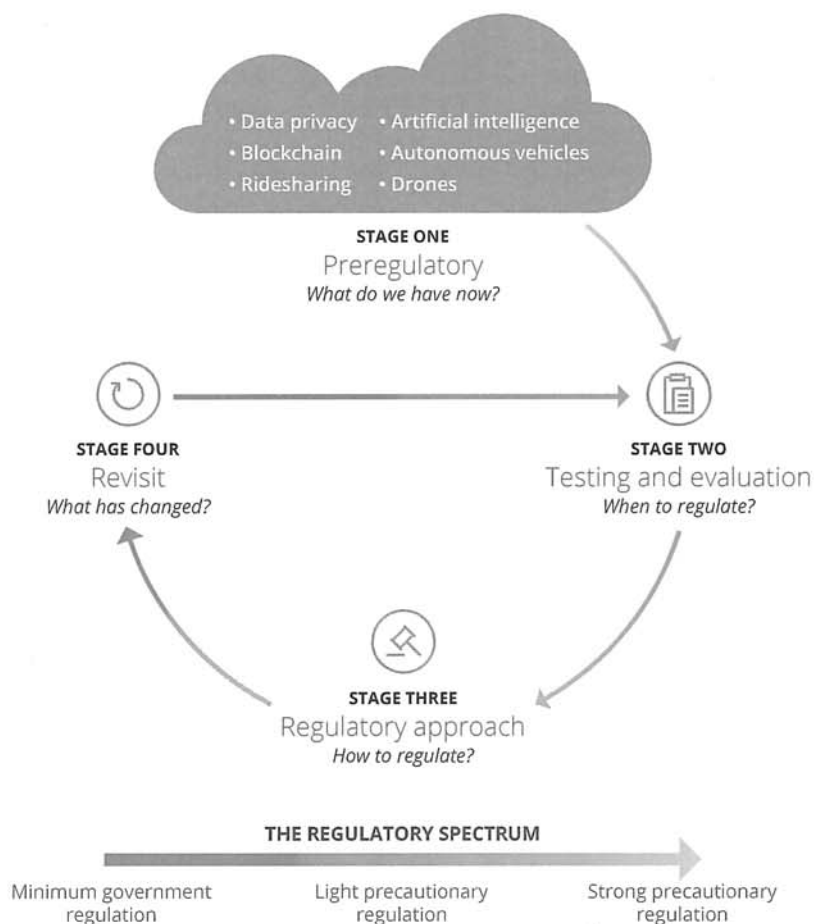 • Data privacy • Artificial intelligence
• Blockchain • Autonomous vehicles
• Ridesharing • Drones
STAGE ONE
Preregulatory
What do we have now?
STAGE FOUR
Revisit
What has changed?
STAGE TWO
Testing and evaluation
When to regulate?
STAGE THREE
Regulatory approach
How to regulate?
THE REGULATORY SPECTRUM
Minimum government
regulation
Light precautionary
regulation
Strong precautionary
regulation